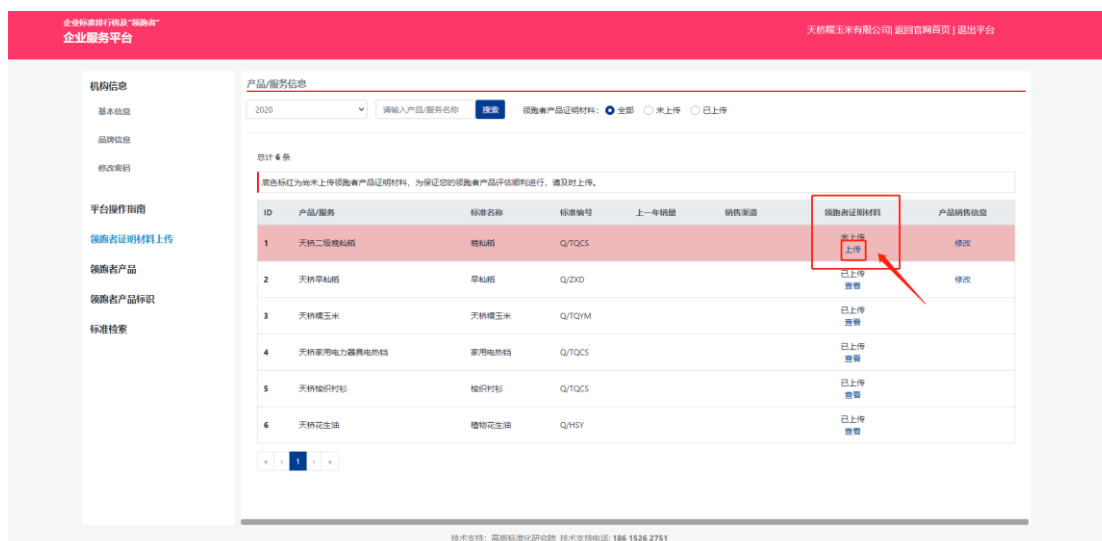 企业标准排行榜及"领跑者"
企业服务平台
天桥糯玉米有限公司| 返回官网首页 | 退出平台
机构信息
基本信息
品牌信息
修改密码
平台操作指南
领跑者证明材料上传
领跑者产品
领跑者产品标识
标准检索
产品/服务信息
2020 请输入产品/服务名称 搜索 领跑者产品证明材料： 全部 未上传 已上传
总计 6 条
底色标红为尚未上传领跑者产品证明材料，为保证您的领跑者产品评估顺利进行，请及时上传。
ID 产品/服务 标准名称 标准编号 上一年销量 销售渠道 领跑者证明材料 产品销售信息
1 天桥二级晚籼稻 晚籼稻 Q/TQCS 未上传 上传 修改
2 天桥早籼稻 早籼稻 Q/ZXD 已上传 查看 修改
3 天桥糯玉米 天桥糯玉米 Q/TQYM 已上传 查看
4 天桥家用电力器具电热铛 家用电热铛 Q/TQCS 已上传 查看
5 天桥梭织衬衫 梭织衬衫 Q/TQCS 已上传 查看
6 天桥花生油 植物花生油 Q/HSY 已上传 查看
« ‹ 1 › »
技术支持：
技术支持电话: 186 1526 2751